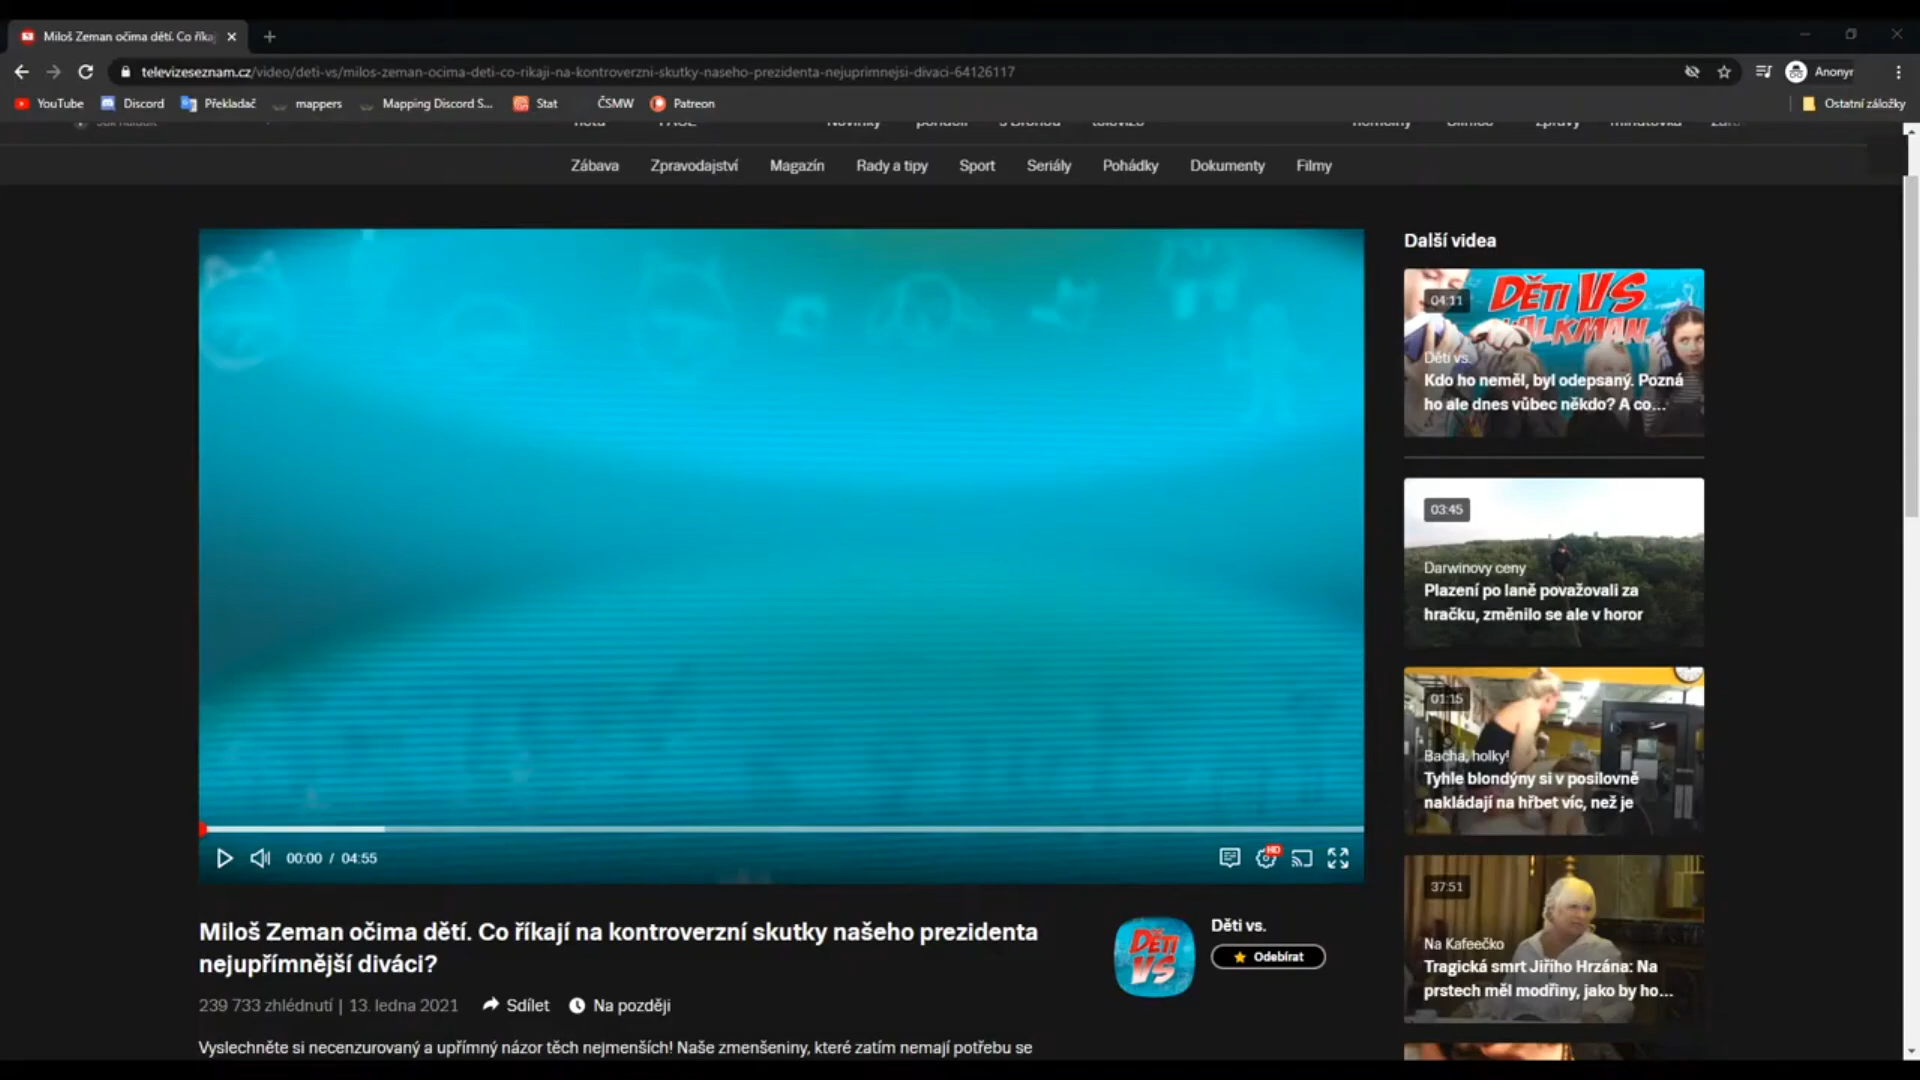 Miloš Zeman očima dětí. Co říka
televizeseznam.cz/video/deti-vs/milos-zeman-ocima-deti-co-rikaji-na-kontroverzni-skutky-naseho-prezidenta-nejuprimnejsi-divaci-64126117
Anonyr
YouTube Discord Překladač mappers Mapping Discord S... Stat ČSMW Patreon Ostatní záložky
Zábava Zpravodajství Magazín Rady a tipy Sport Seriály Pohádky Dokumenty Filmy
Další videa
04:11
DĚTI VS
Děti vs.
Kdo ho neměl, byl odepsaný. Pozná
ho ale dnes vůbec někdo? A co...
03:45
Darwinovy ceny
Plazení po laně považovali za
hračku, změnilo se ale v horor
01:15
Bacha, holky!
Tyhle blondýny si v posilovně
nakládají na hřbet víc, než je
37:51
Na Kafeečko
Tragická smrt Jiřího Hrzána: Na
prstech měl modřiny, jako by ho...
00:00 / 04:55
HD
Miloš Zeman očima dětí. Co říkají na kontroverzní skutky našeho prezidenta
nejupřímnější diváci?
239 733 zhlédnutí | 13. ledna 2021 Sdílet Na později
DĚTI
VS
Děti vs.
Odebírat
Vyslechněte si necenzurovaný a upřímný názor těch nejmenších! Naše zmenšeniny, které zatím nemají potřebu se